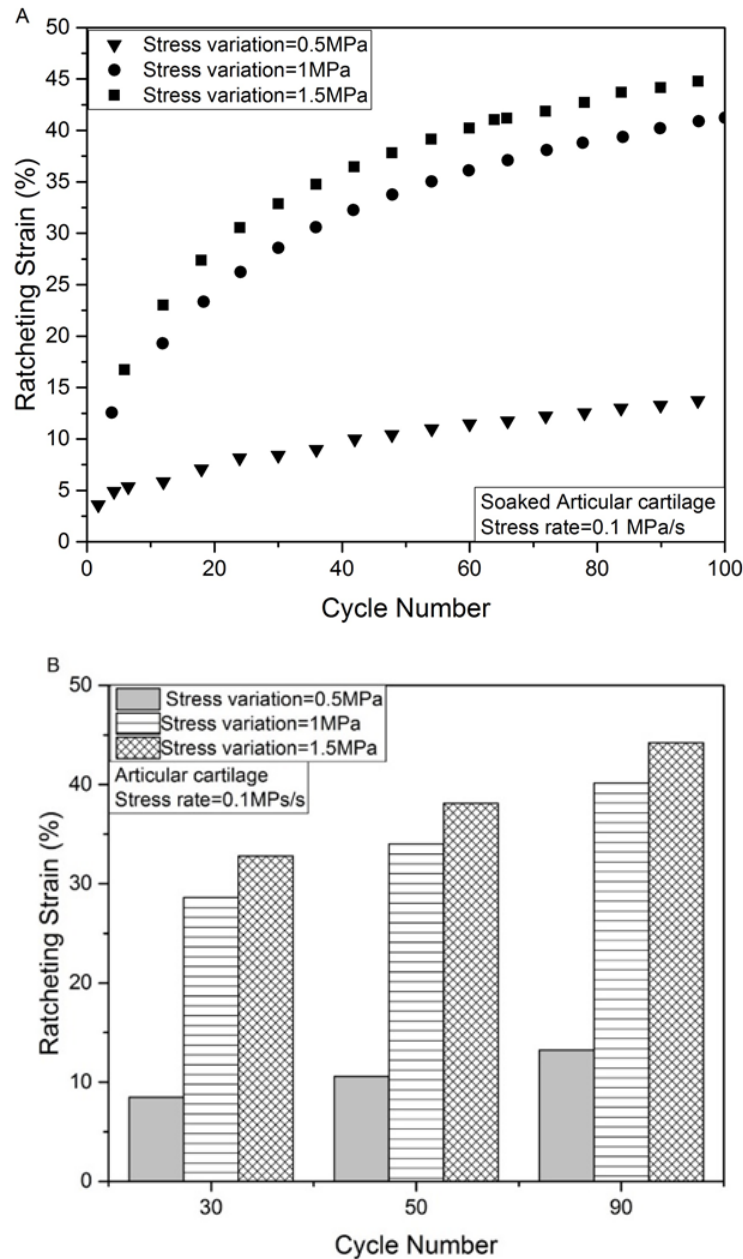 A
50
45
40
35
30
25
20
15
10
5
0
Ratcheting Strain (%)
Stress variation=0.5MPa
Stress variation=1MPa
Stress variation=1.5MPa
Soaked Articular cartilage
Stress rate=0.1 MPa/s
0 20 40 60 80 100
Cycle Number
B
50
40
30
20
10
0
Ratcheting Strain (%)
Stress variation=0.5MPa
Stress variation=1MPa
Stress variation=1.5MPa
Articular cartilage
Stress rate=0.1MPs/s
30 50 90
Cycle Number